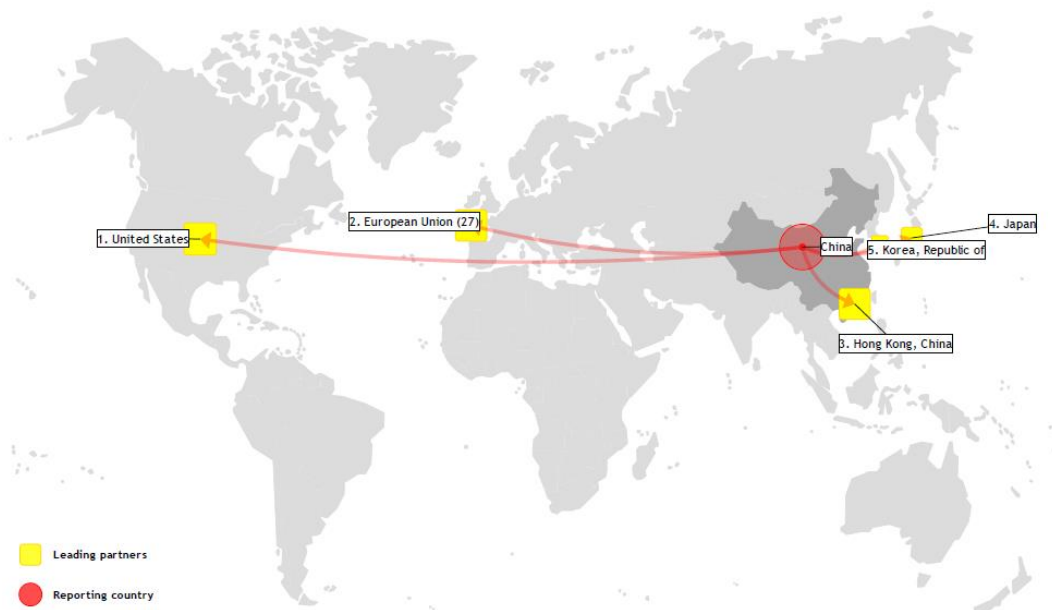 1. United States
2. European Union (27)
China
4. Japan
5. Korea, Republic of
3. Hong Kong, China
Leading partners
Reporting country